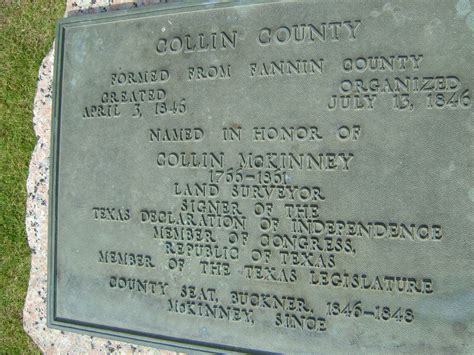 COLLIN COUNTY
FORMED FROM FANNIN COUNTY
CREATED ORGANIZED
APRIL 3, 1846 JULY 13, 1846
NAMED IN HONOR OF
COLLIN McKINNEY
1766-1861
LAND SURVEYOR
SIGNER OF THE
TEXAS DECLARATION OF INDEPENDENCE
MEMBER OF CONGRESS,
REPUBLIC OF TEXAS
MEMBER OF THE TEXAS LEGISLATURE
COUNTY SEAT, BUCKNER, 1846-1848
McKINNEY, SINCE